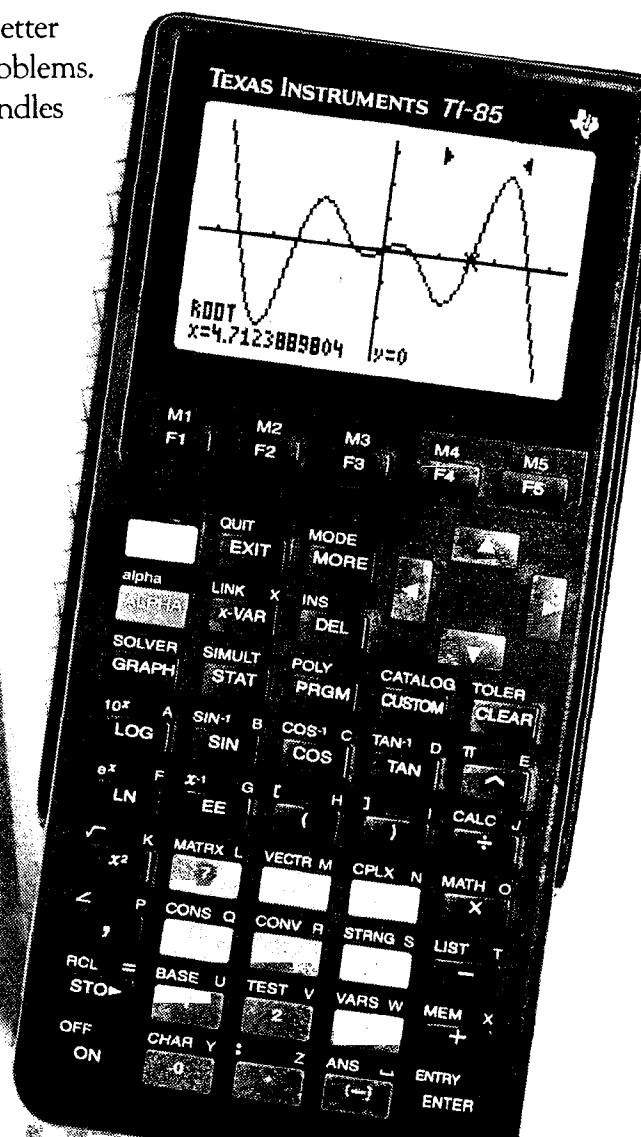 etter
oblems.
ndles
TEXAS INSTRUMENTS TI-85
ROOT
x=4.7123889804 y=0
M1 M2 M3 M4 M5
F1 F2 F3 F4 F5
QUIT MODE
EXIT MORE
alpha LINK X INS
ALPHA x-VAR DEL
SOLVER SIMULT POLY CATALOG TOLER
GRAPH STAT PRGM CUSTOM CLEAR
10ˣ A SIN⁻¹ B COS⁻¹ C TAN⁻¹ D π E
LOG SIN COS TAN ^
eˣ F x⁻¹ G [ H ] I CALC J
LN EE ( ) ÷
√ K MATRX L VECTR M CPLX N MATH O
x² ×
∠ P CONS Q CONV R STRNG S LIST T
, −
RCL = BASE U TEST V VARS W MEM X
STO► 2 +
OFF CHAR Y : Z ANS ␣ ENTRY
ON 0 . (−) ENTER